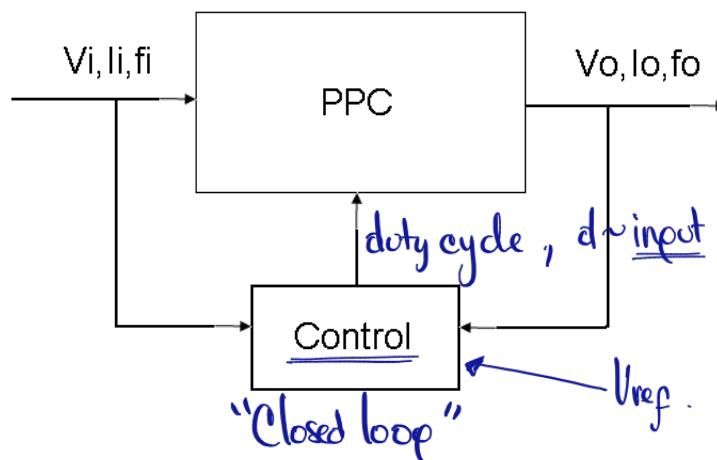 Vi,Ii,fi
Vo,Io,fo
PPC
duty cycle, d~input
Control
Vref.
"Closed loop"